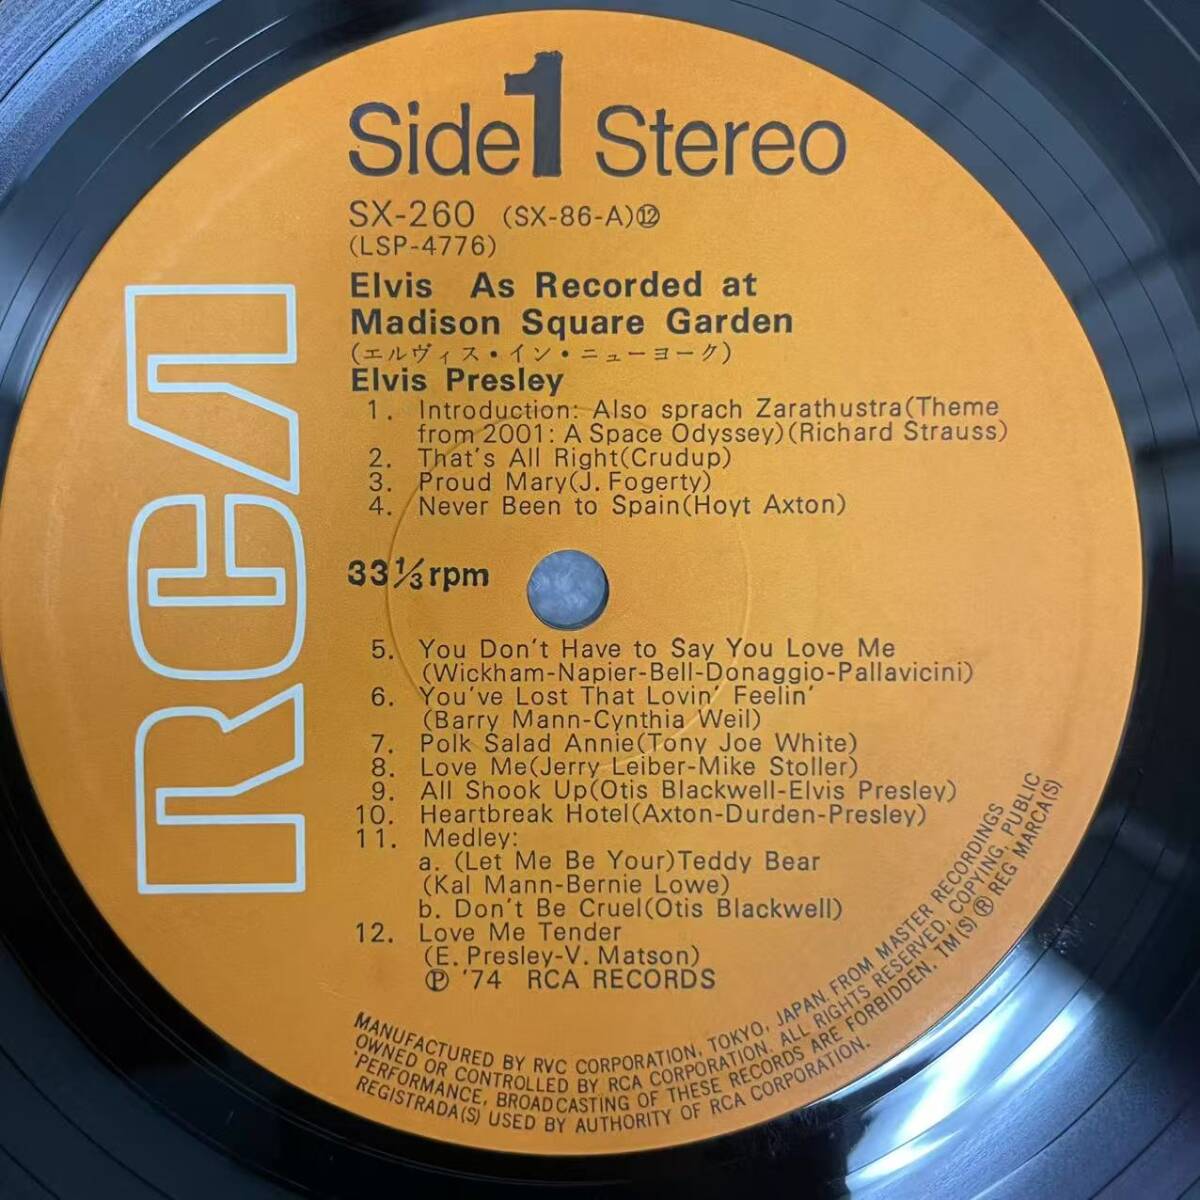 Side 1 Stereo
SX-260 (SX-86-A)⑫
(LSP-4776)
Elvis As Recorded at
Madison Square Garden
(エルヴィス・イン・ニューヨーク)
Elvis Presley
1. Introduction: Also sprach Zarathustra(Theme
from 2001: A Space Odyssey)(Richard Strauss)
2. That's All Right(Crudup)
3. Proud Mary(J. Fogerty)
4. Never Been to Spain(Hoyt Axton)
33⅓rpm
5. You Don't Have to Say You Love Me
(Wickham-Napier-Bell-Donaggio-Pallavicini)
6. You've Lost That Lovin' Feelin'
(Barry Mann-Cynthia Weil)
7. Polk Salad Annie(Tony Joe White)
8. Love Me(Jerry Leiber-Mike Stoller)
9. All Shook Up(Otis Blackwell-Elvis Presley)
10. Heartbreak Hotel(Axton-Durden-Presley)
11. Medley:
a. (Let Me Be Your)Teddy Bear
(Kal Mann-Bernie Lowe)
b. Don't Be Cruel(Otis Blackwell)
12. Love Me Tender
(E. Presley-V. Matson)
Ⓟ '74 RCA RECORDS
RCA
MANUFACTURED BY RVC CORPORATION, TOKYO, JAPAN. FROM MASTER RECORDINGS
OWNED OR CONTROLLED BY RCA CORPORATION. ALL RIGHTS RESERVED, COPYING, PUBLIC
'PERFORMANCE, BROADCASTING OF THESE RECORDS ARE FORBIDDEN. TM(S) ® REG MARCA(S)
REGISTRADA(S) USED BY AUTHORITY OF RCA CORPORATION.